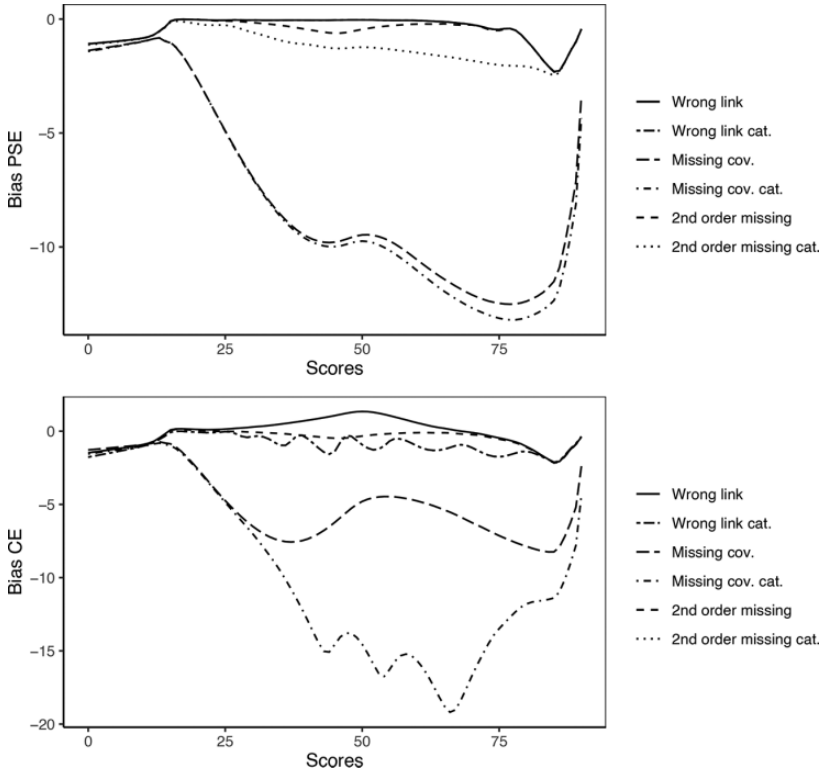 0
−5
−10
Bias PSE
0
25
50
75
Scores
Wrong link
Wrong link cat.
Missing cov.
Missing cov. cat.
2nd order missing
2nd order missing cat.
0
−5
−10
−15
−20
Bias CE
0
25
50
75
Scores
Wrong link
Wrong link cat.
Missing cov.
Missing cov. cat.
2nd order missing
2nd order missing cat.